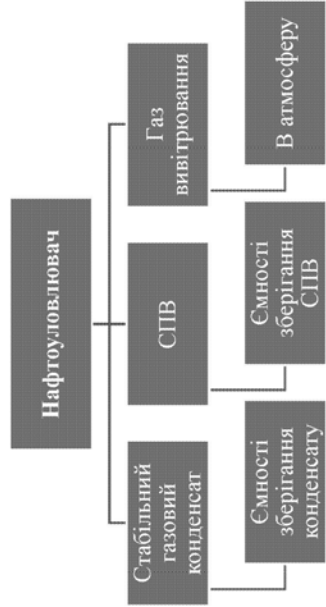 Нафтоуловлювач
Стабільний
газовий
конденсат
СПВ
Газ
вивітрювання
Ємності
зберігання
конденсату
Ємності
зберігання
СПВ
В атмосферу